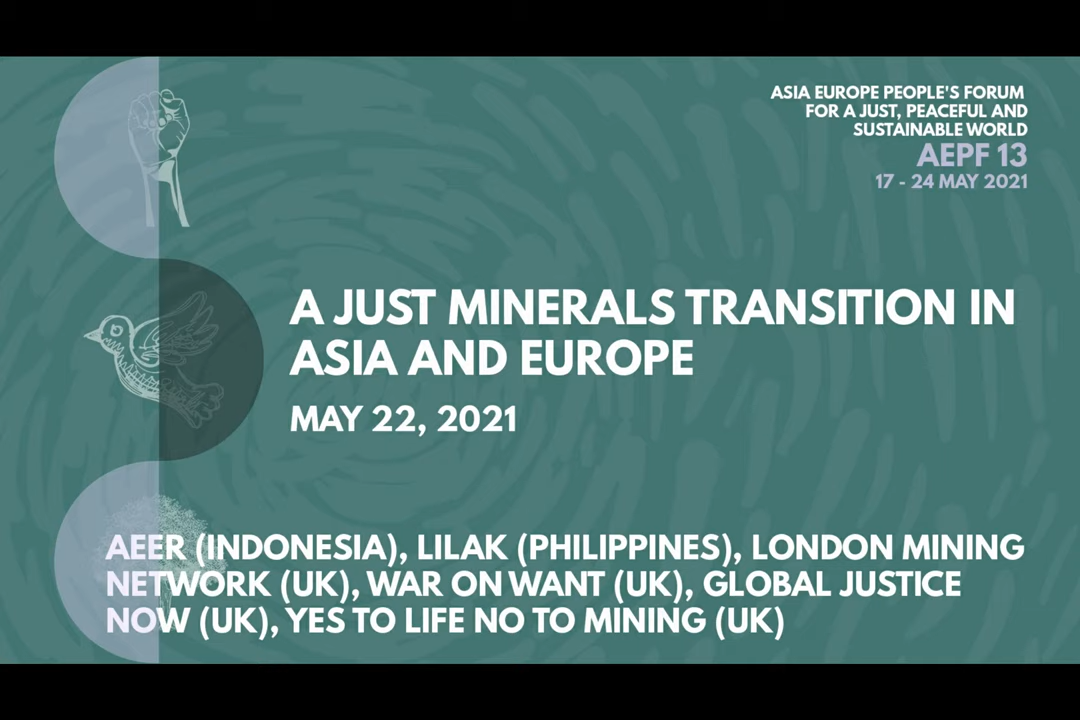 ASIA EUROPE PEOPLE'S FORUM
FOR A JUST, PEACEFUL AND
SUSTAINABLE WORLD
AEPF 13
17 - 24 MAY 2021
A JUST MINERALS TRANSITION IN
ASIA AND EUROPE
MAY 22, 2021
AEER (INDONESIA), LILAK (PHILIPPINES), LONDON MINING
NETWORK (UK), WAR ON WANT (UK), GLOBAL JUSTICE
NOW (UK), YES TO LIFE NO TO MINING (UK)